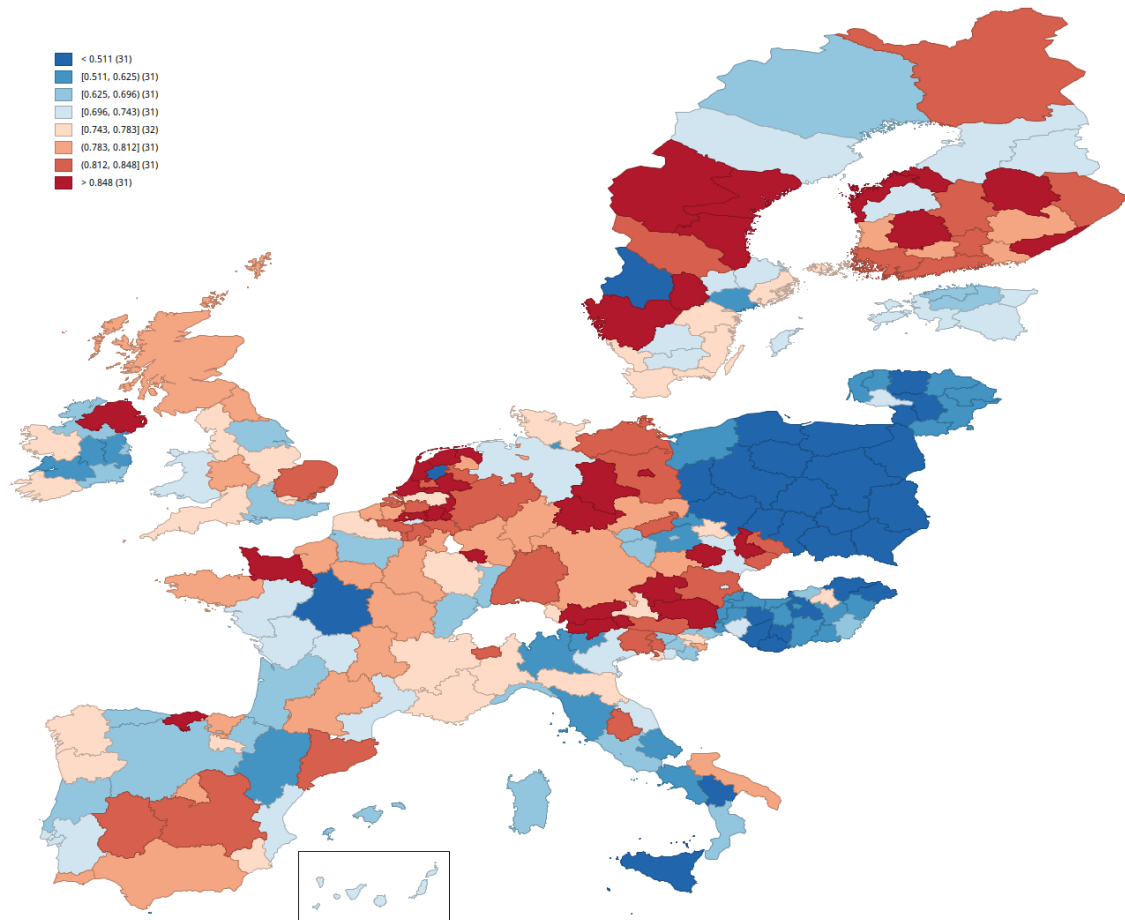 < 0.511 (31)
[0.511, 0.625) (31)
[0.625, 0.696) (31)
[0.696, 0.743) (31)
[0.743, 0.783] (32)
(0.783, 0.812] (31)
(0.812, 0.848] (31)
> 0.848 (31)